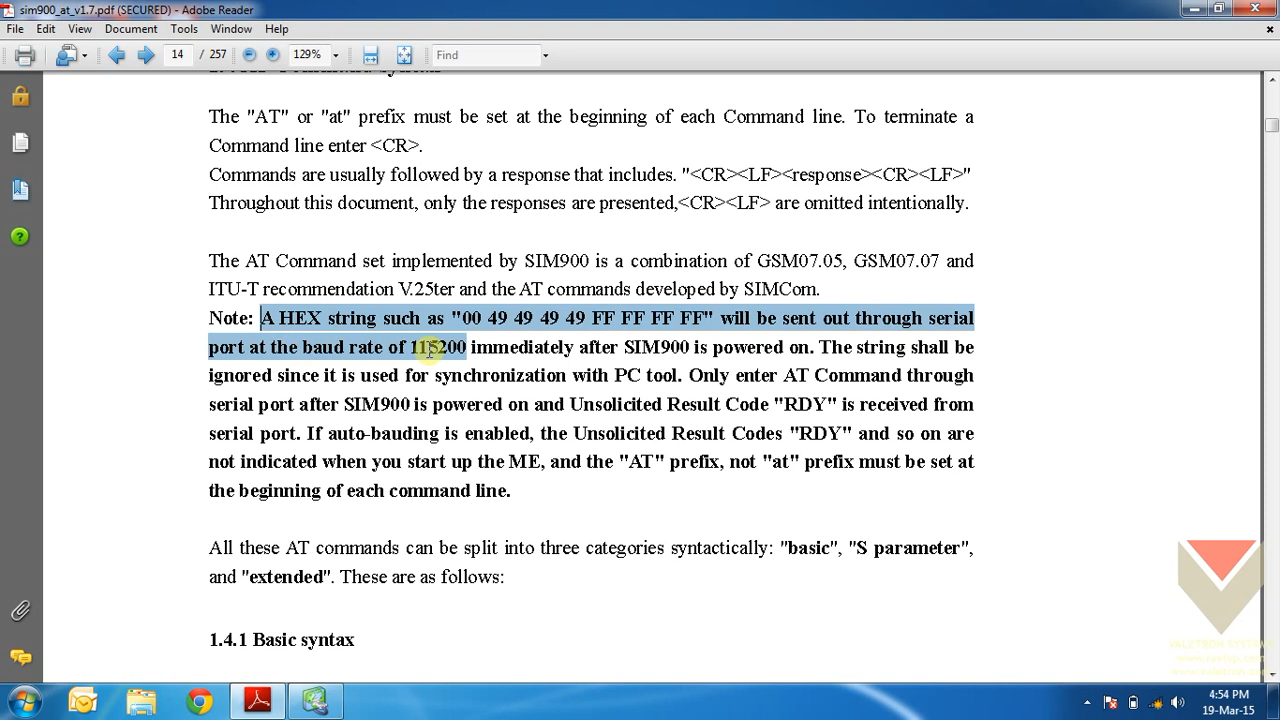 sim900_at_v1.7.pdf (SECURED) - Adobe Reader
File Edit View Document Tools Window Help
14 / 257 129% Find
The "AT" or "at" prefix must be set at the beginning of each Command line. To terminate a
Command line enter <CR>.
Commands are usually followed by a response that includes. "<CR><LF><response><CR><LF>"
Throughout this document, only the responses are presented,<CR><LF> are omitted intentionally.
The AT Command set implemented by SIM900 is a combination of GSM07.05, GSM07.07 and
ITU-T recommendation V.25ter and the AT commands developed by SIMCom.
Note: A HEX string such as "00 49 49 49 49 FF FF FF FF" will be sent out through serial
port at the baud rate of 115200 immediately after SIM900 is powered on. The string shall be
ignored since it is used for synchronization with PC tool. Only enter AT Command through
serial port after SIM900 is powered on and Unsolicited Result Code "RDY" is received from
serial port. If auto-bauding is enabled, the Unsolicited Result Codes "RDY" and so on are
not indicated when you start up the ME, and the "AT" prefix, not "at" prefix must be set at
the beginning of each command line.
All these AT commands can be split into three categories syntactically: "basic", "S parameter",
and "extended". These are as follows:
1.4.1 Basic syntax
VALETRON SYSTEMS
4:54 PM
19-Mar-15